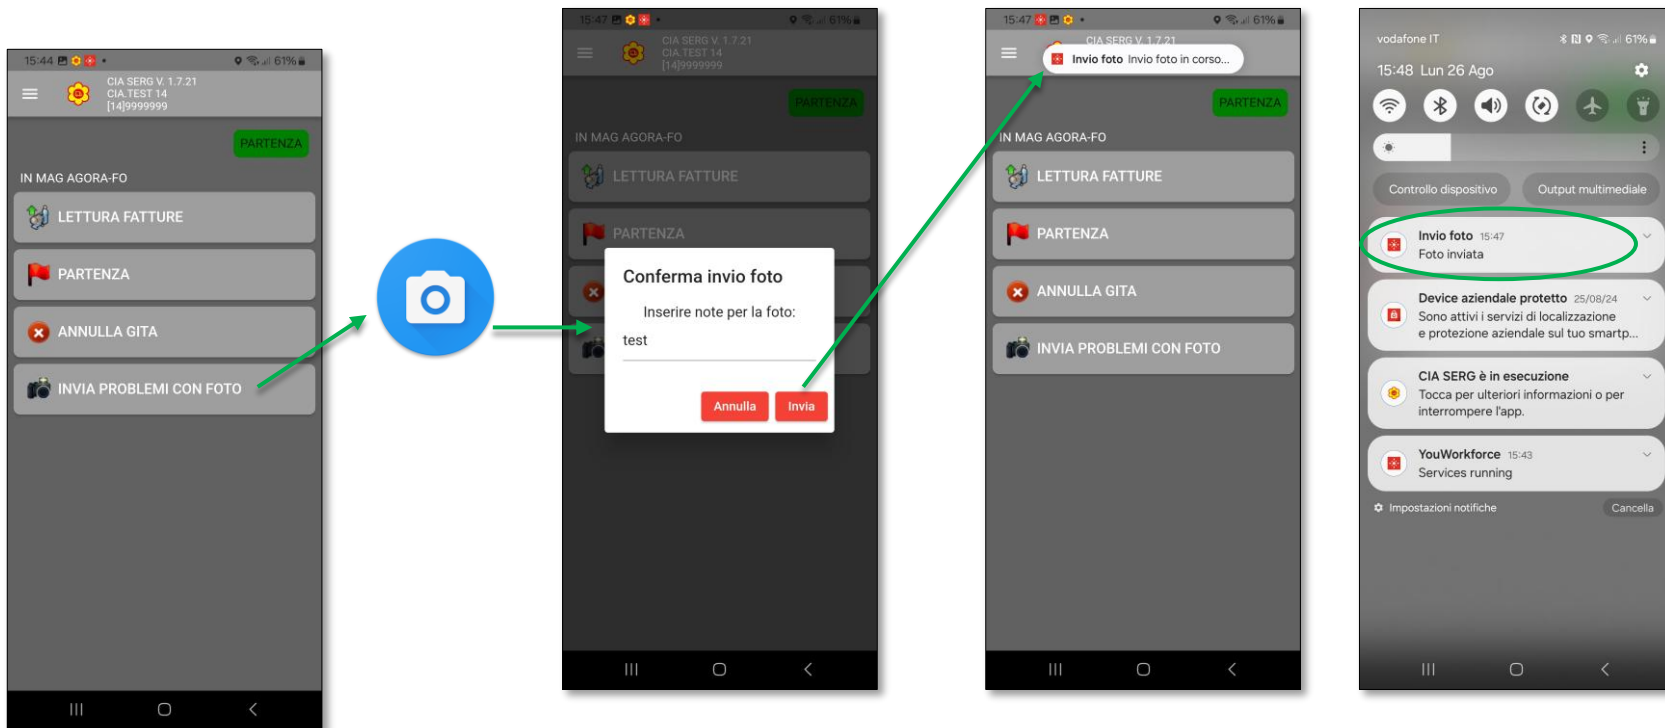 15:44
61%
CIA SERG V. 1.7.21
CIA.TEST 14
[14]9999999
PARTENZA
IN MAG AGORA-FO
LETTURA FATTURE
PARTENZA
ANNULLA GITA
INVIA PROBLEMI CON FOTO
15:47
61%
CIA SERG V. 1.7.21
CIA.TEST 14
[14]9999999
PARTENZA
IN MAG AGORA-FO
LETTURA FATTURE
PARTENZA
Conferma invio foto
Inserire note per la foto:
test
Annulla
Invia
15:47
61%
CIA SERG V. 1.7.21
Invio foto Invio foto in corso...
PARTENZA
IN MAG AGORA-FO
LETTURA FATTURE
PARTENZA
ANNULLA GITA
INVIA PROBLEMI CON FOTO
vodafone IT
61%
15:48 Lun 26 Ago
Controllo dispositivo
Output multimediale
Invio foto 15:47
Foto inviata
Device aziendale protetto 25/08/24
Sono attivi i servizi di localizzazione
e protezione aziendale sul tuo smartp...
CIA SERG è in esecuzione
Tocca per ulteriori informazioni o per
interrompere l'app.
YouWorkforce 15:43
Services running
Impostazioni notifiche
Cancella